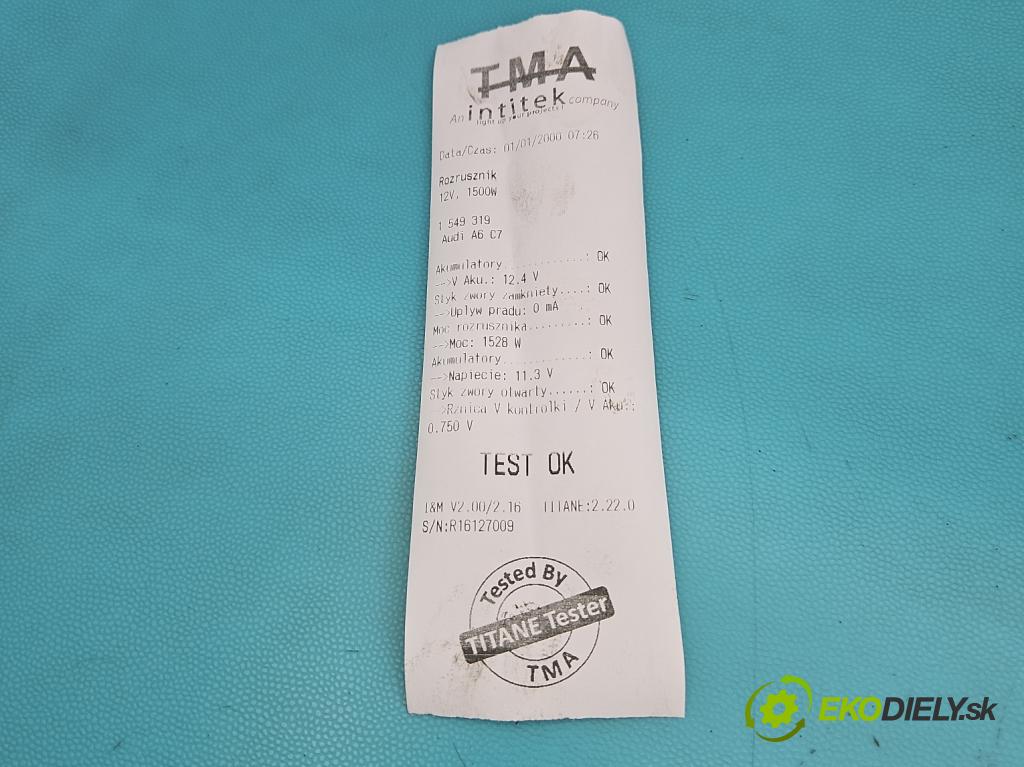 TMA
An intitek company
light up your projects!
Data/Czas: 01/01/2000 07:26
Rozrusznik
12V, 1500W
1 549 319
Audi A6 C7
Akumulatory............: OK
-->V Aku.: 12.4 V
Styk zwory zamkniety....: OK
-->Uplyw pradu: 0 mA
Moc rozrusznika.........: OK
-->Moc: 1528 W
Akumulatory............: OK
-->Napiecie: 11.3 V
Styk zwory otwarty......: OK
-->Rznica V kontrolki / V Aku.:
0.750 V
TEST OK
I&M V2.00/2.16 TITANE:2.22.0
S/N:R16127009
Tested By
TITANE Tester
TMA
EKODIELY.sk